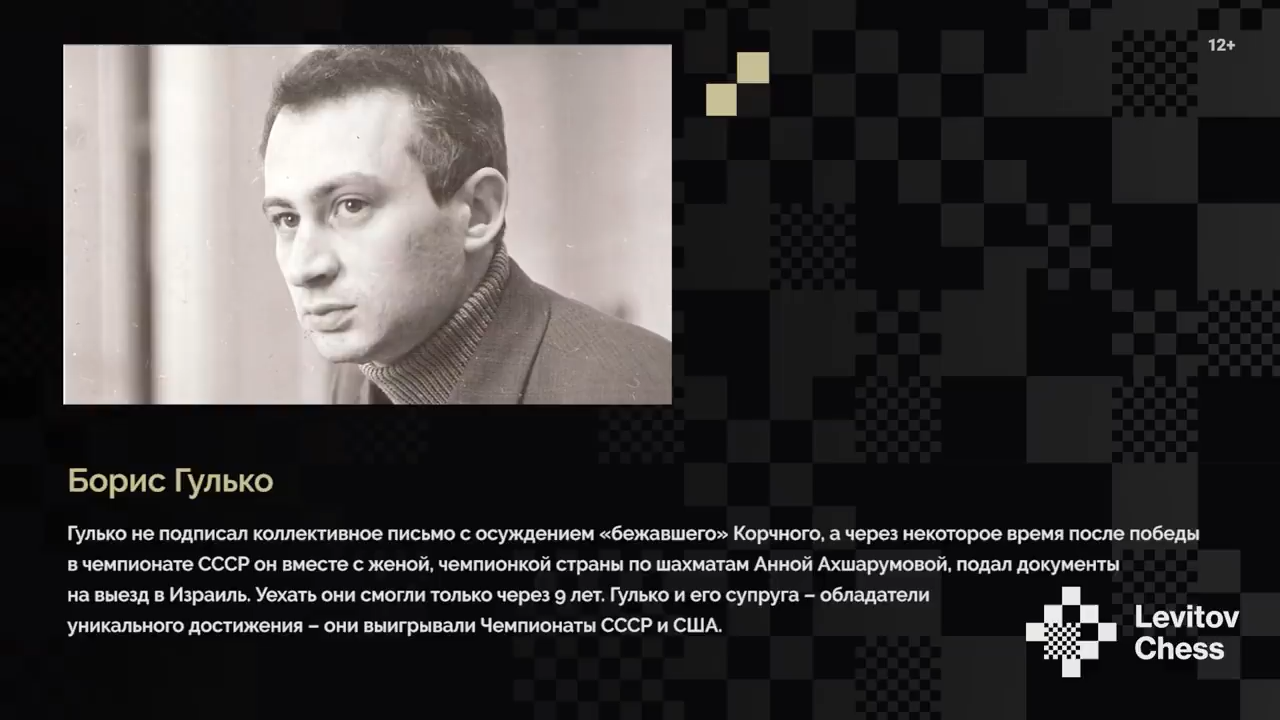 12+
Борис Гулько
Гулько не подписал коллективное письмо с осуждением «бежавшего» Корчного, а через некоторое время после победы
в чемпионате СССР он вместе с женой, чемпионкой страны по шахматам Анной Ахшарумовой, подал документы
на выезд в Израиль. Уехать они смогли только через 9 лет. Гулько и его супруга – обладатели
уникального достижения – они выигрывали Чемпионаты СССР и США.
Levitov
Chess